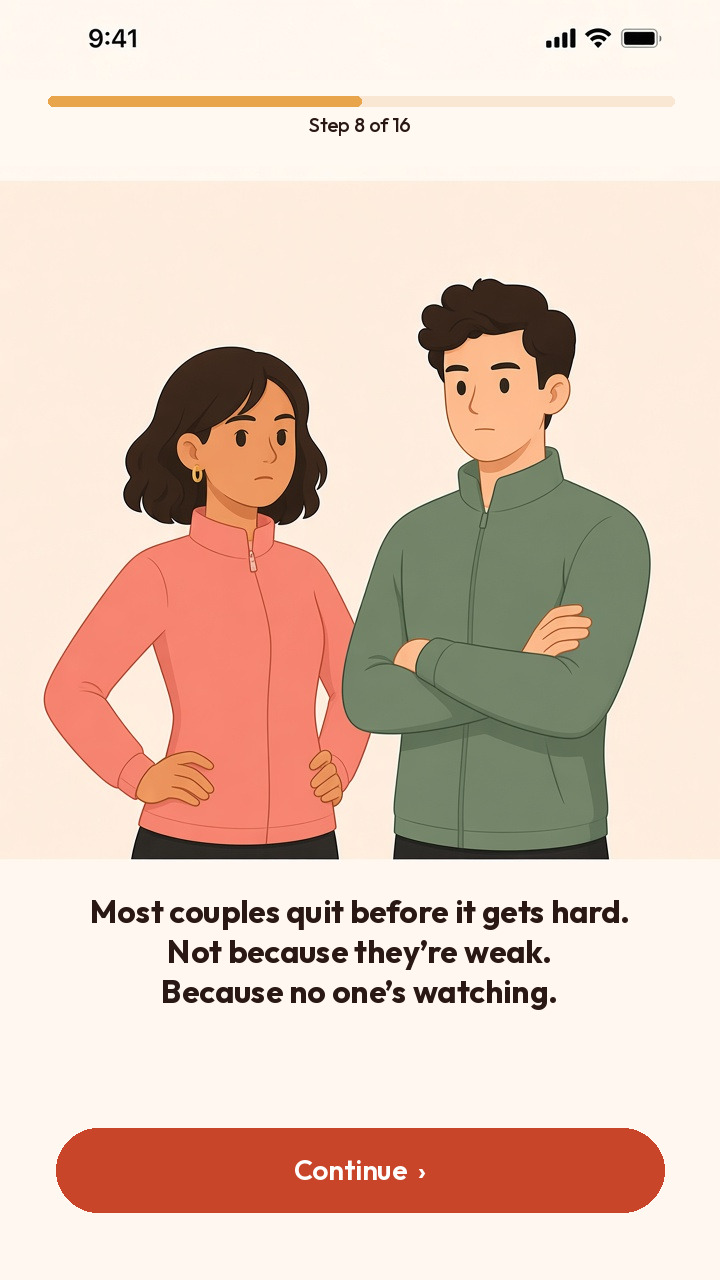 9:41
Step 8 of 16
Most couples quit before it gets hard.
Not because they’re weak.
Because no one’s watching.
Continue ›